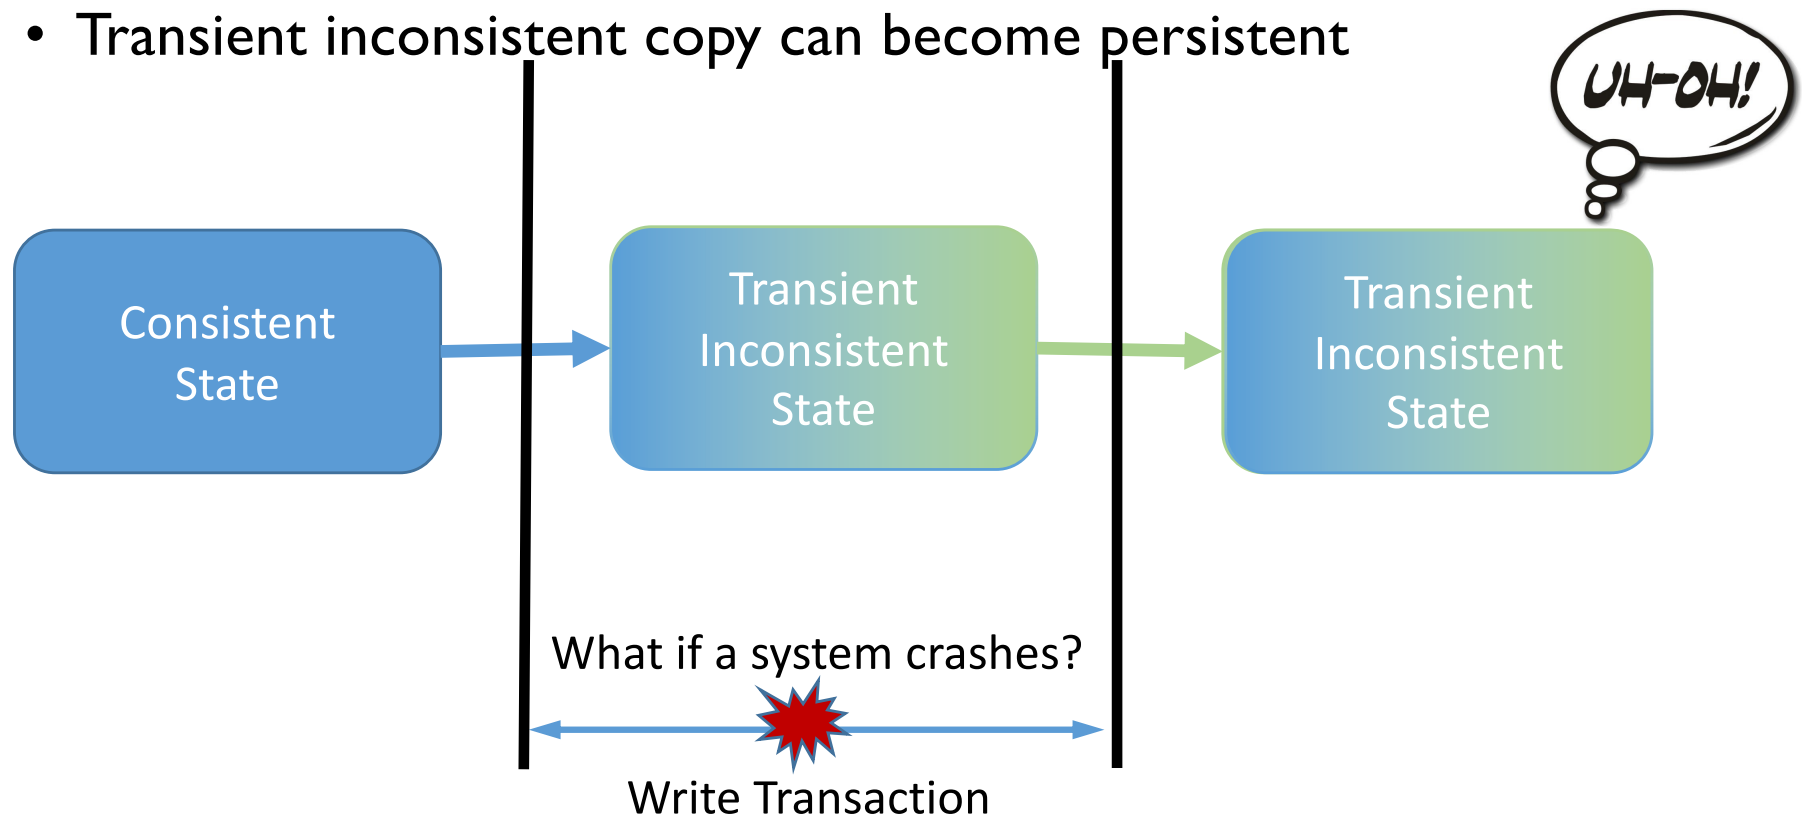 • Transient inconsistent copy can become persistent
UH-OH!
Consistent
State
Transient
Inconsistent
State
Transient
Inconsistent
State
What if a system crashes?
Write Transaction